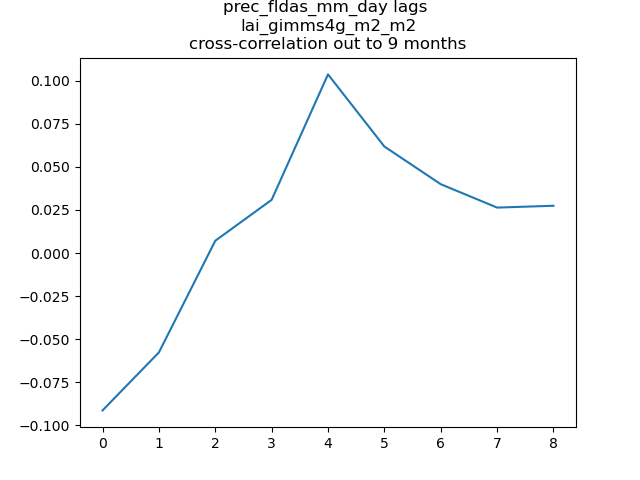 prec_fldas_mm_day lags
lai_gimms4g_m2_m2
cross-correlation out to 9 months
0.100
0.075
0.050
0.025
0.000
−0.025
−0.050
−0.075
−0.100
0 1 2 3 4 5 6 7 8